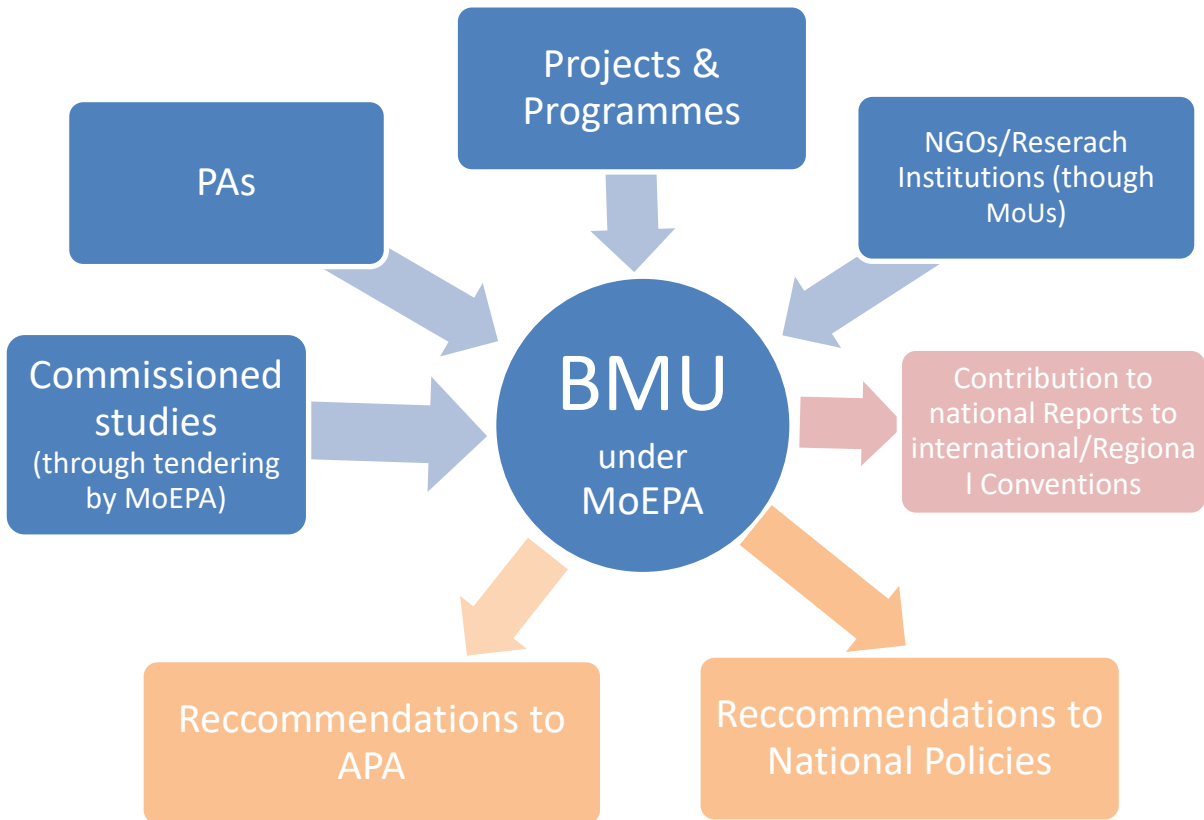 Projects &
Programmes
PAs
NGOs/Reserach
Institutions (though
MoUs)
Commissioned
studies
(through tendering
by MoEPA)
BMU
under
MoEPA
Contribution to
national Reports to
international/Regiona
l Conventions
Reccommendations to
APA
Reccommendations to
National Policies